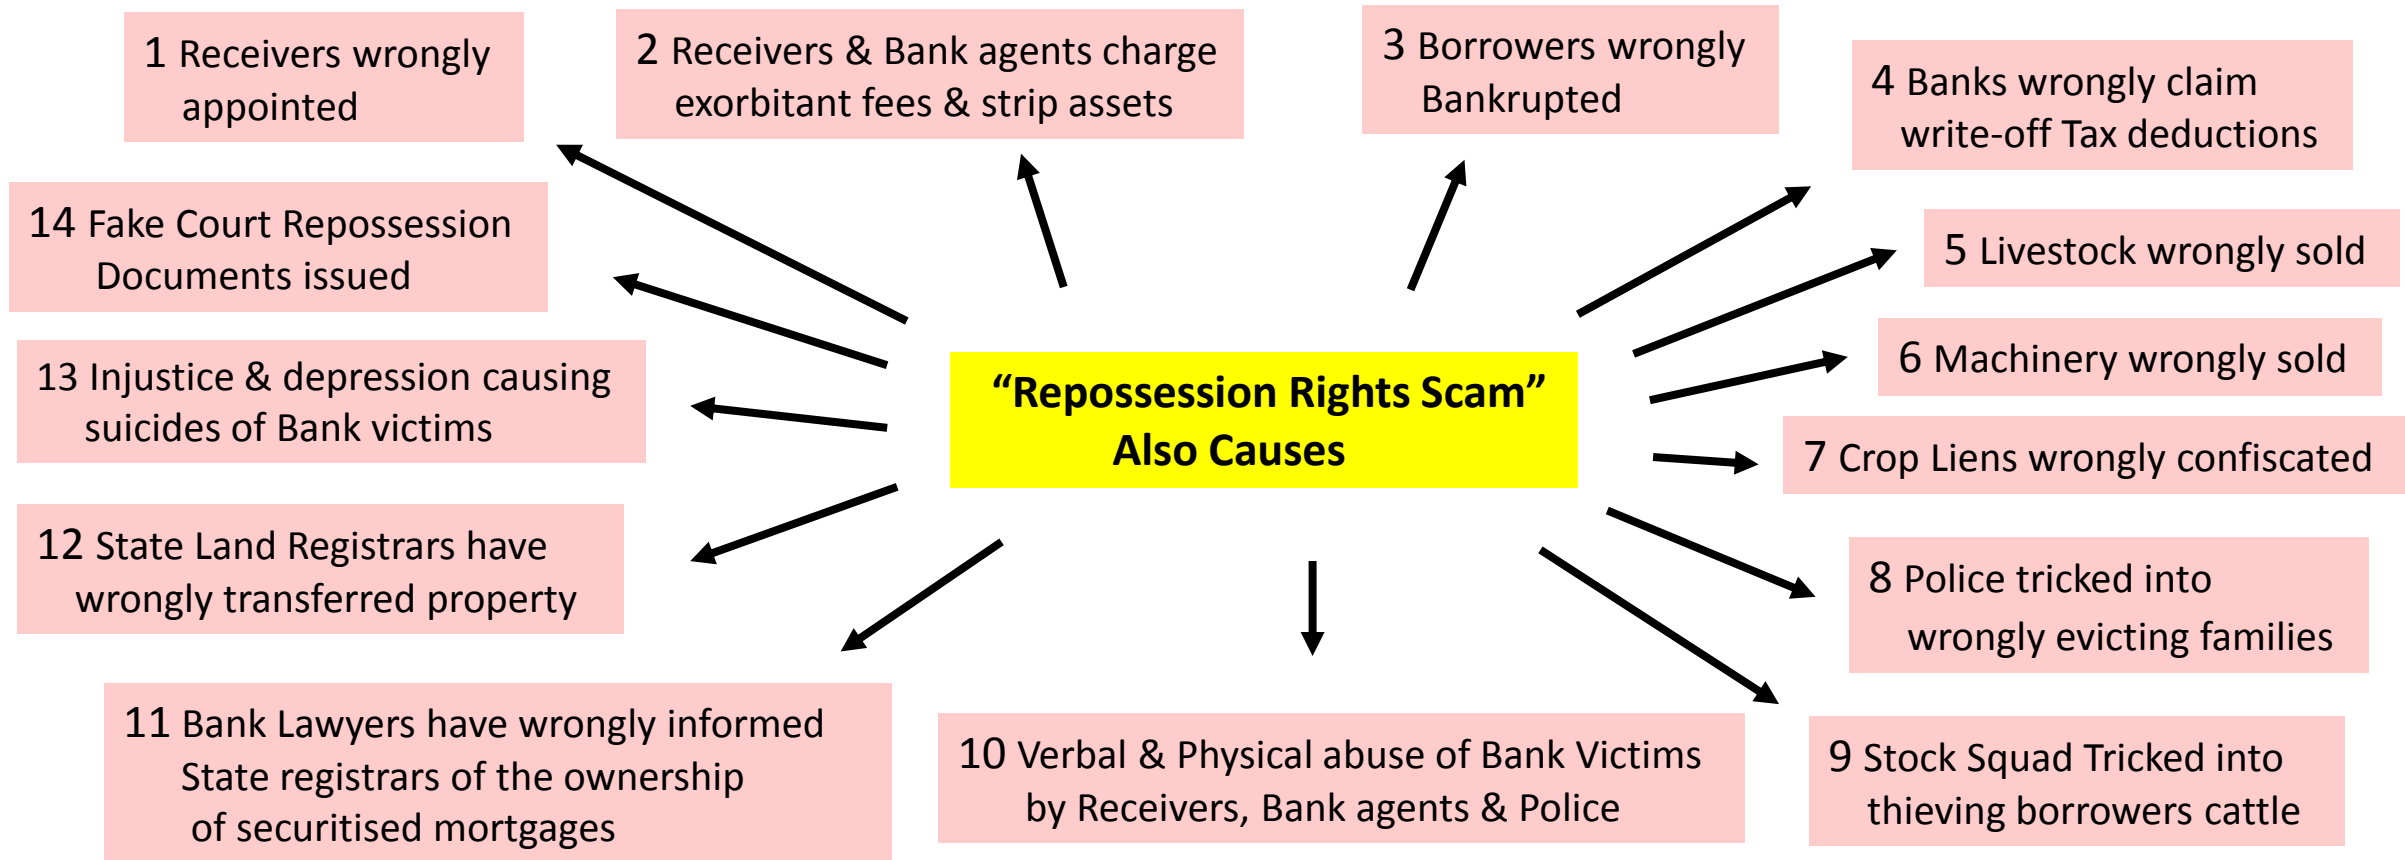 1 Receivers wrongly
appointed
2 Receivers & Bank agents charge
exorbitant fees & strip assets
3 Borrowers wrongly
Bankrupted
4 Banks wrongly claim
write-off Tax deductions
5 Livestock wrongly sold
6 Machinery wrongly sold
7 Crop Liens wrongly confiscated
8 Police tricked into
wrongly evicting families
9 Stock Squad Tricked into
thieving borrowers cattle
10 Verbal & Physical abuse of Bank Victims
by Receivers, Bank agents & Police
11 Bank Lawyers have wrongly informed
State registrars of the ownership
of securitised mortgages
12 State Land Registrars have
wrongly transferred property
13 Injustice & depression causing
suicides of Bank victims
14 Fake Court Repossession
Documents issued
“Repossession Rights Scam”
Also Causes